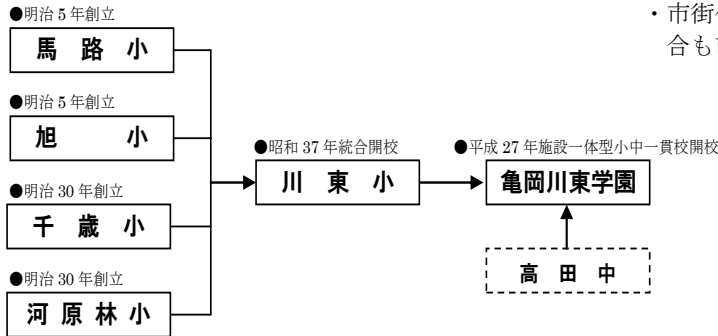 ●明治5年創立
馬路小
●明治5年創立
旭小
●明治30年創立
千歳小
●明治30年創立
河原林小
●昭和37年統合開校
川東小
●平成27年施設一体型小中一貫校開校
亀岡川東学園
高田中
・市街
合も